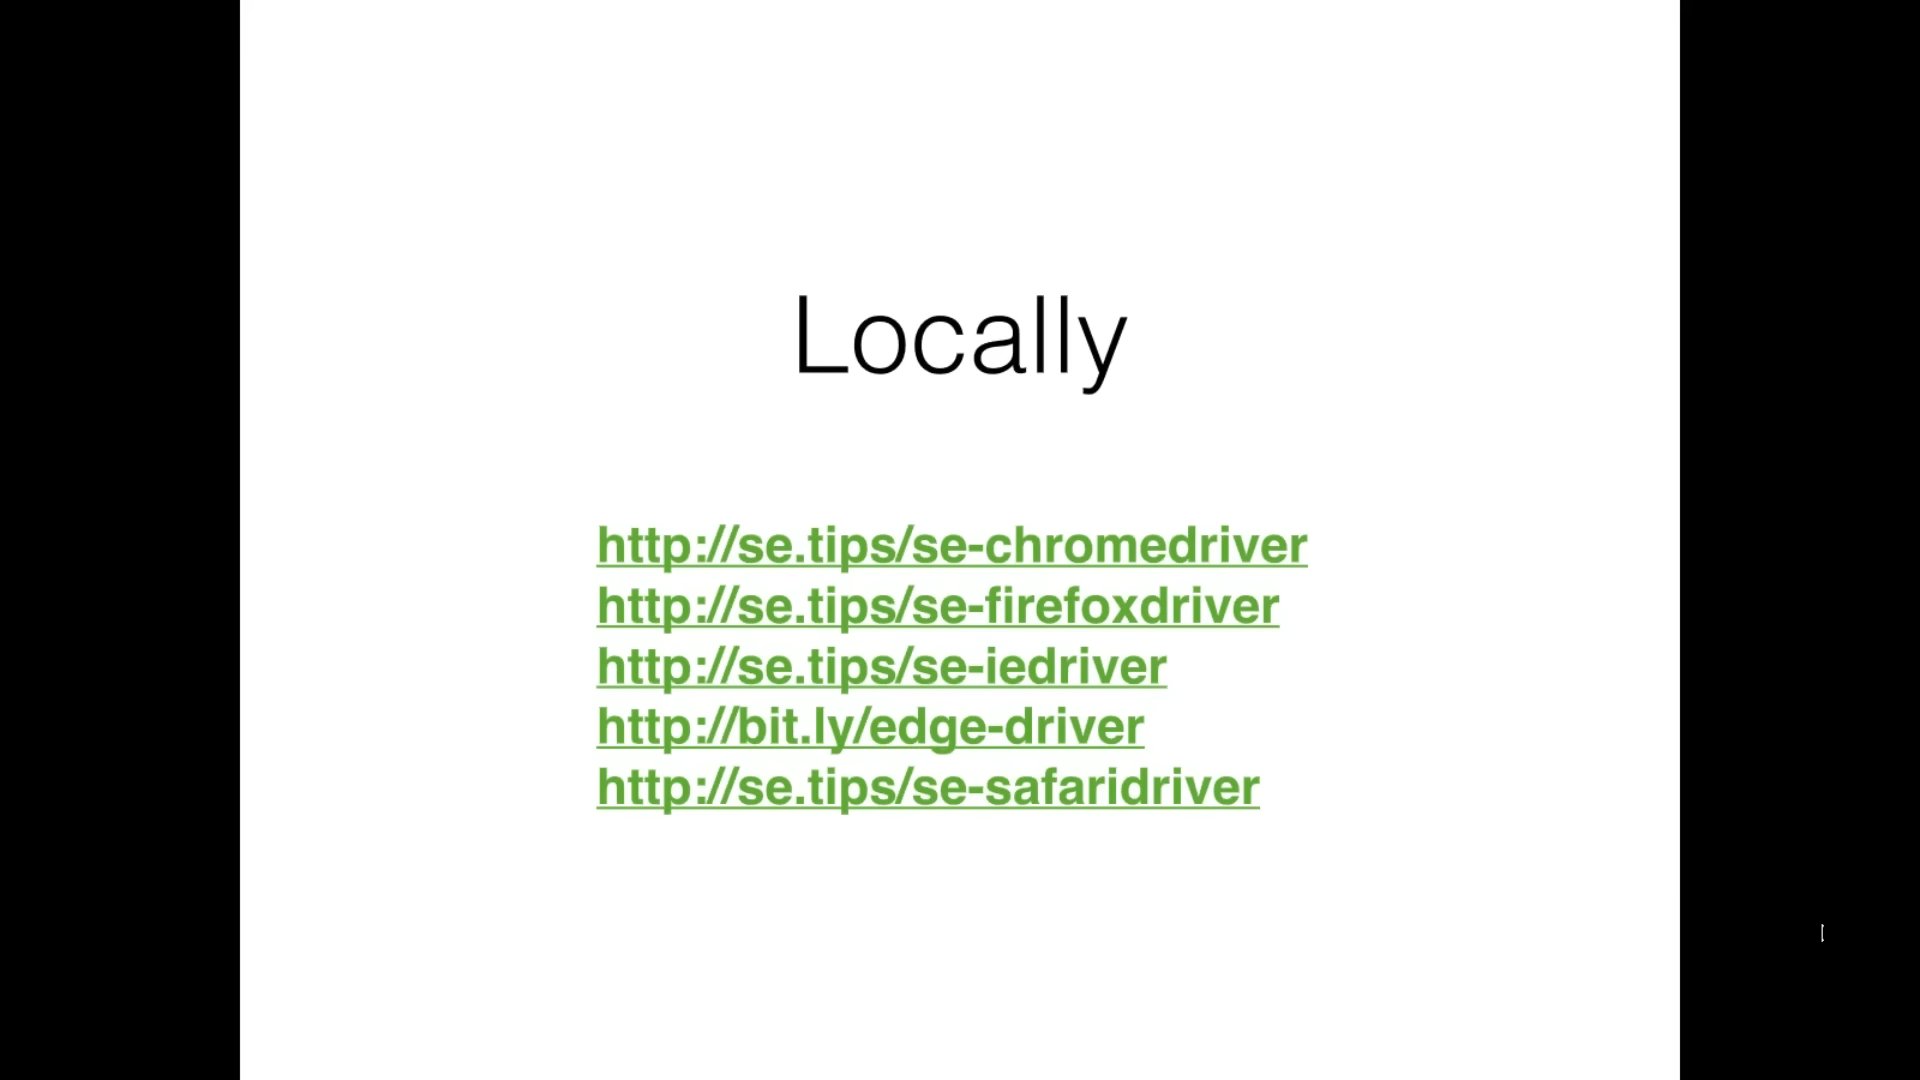 Locally
http://se.tips/se-chromedriver
http://se.tips/se-firefoxdriver
http://se.tips/se-iedriver
http://bit.ly/edge-driver
http://se.tips/se-safaridriver